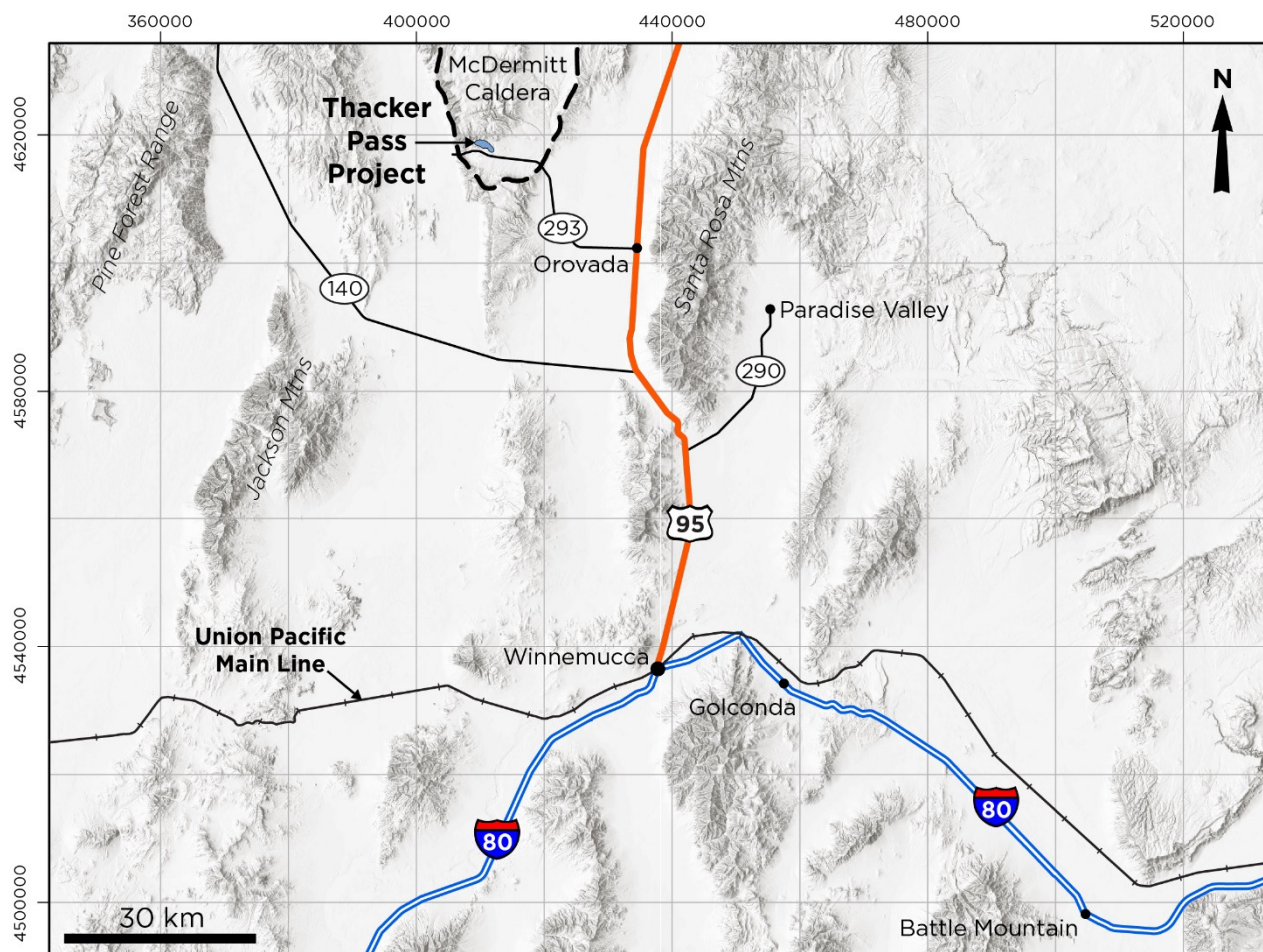 360000
400000
440000
480000
520000
4620000
4580000
4540000
4500000
McDermitt
Caldera
N
Thacker
Pass
Project
Pine Forest Range
Santa Rosa Mtns
293
Orovada
140
Paradise Valley
290
Jackson Mtns
95
Union Pacific
Main Line
Winnemucca
Golconda
80
80
30 km
Battle Mountain